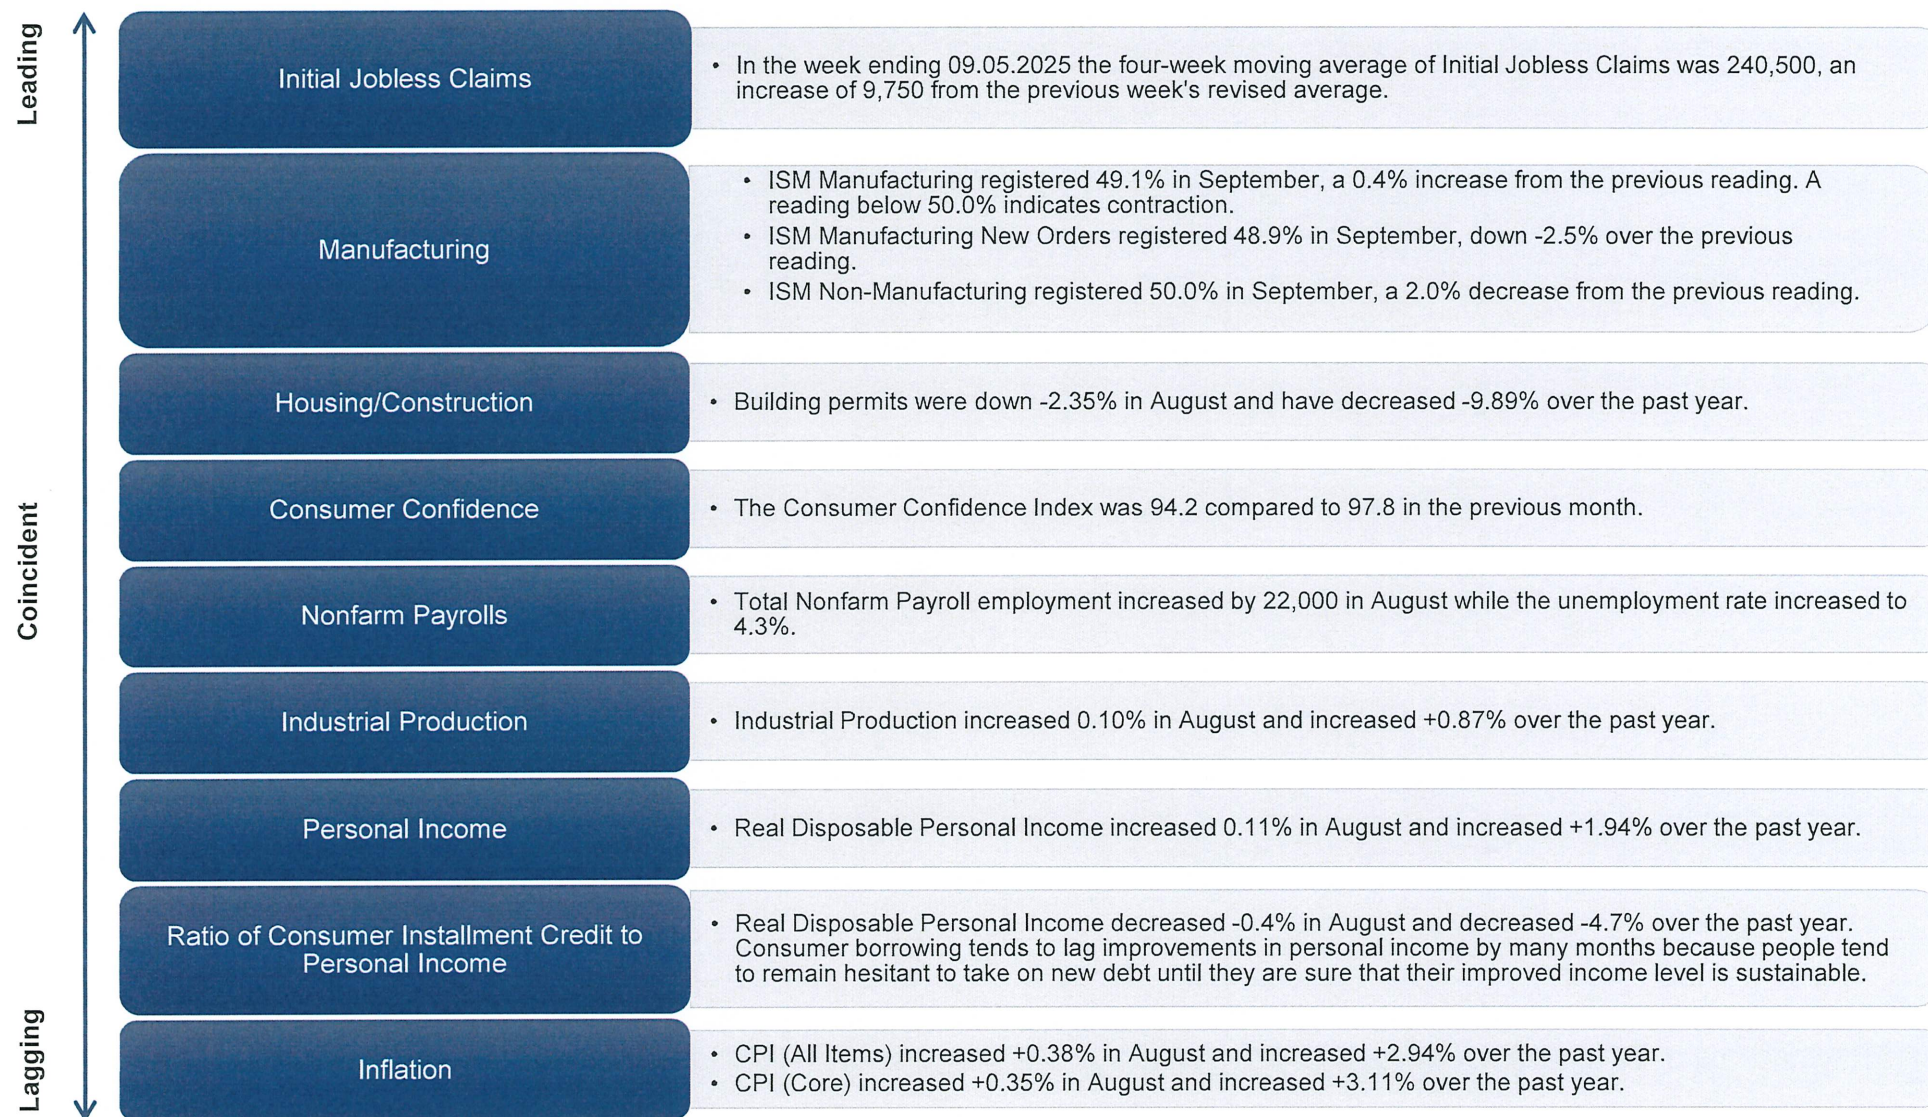 Leading
Initial Jobless Claims
• In the week ending 09.05.2025 the four-week moving average of Initial Jobless Claims was 240,500, an
increase of 9,750 from the previous week's revised average.
Manufacturing
• ISM Manufacturing registered 49.1% in September, a 0.4% increase from the previous reading. A
reading below 50.0% indicates contraction.
• ISM Manufacturing New Orders registered 48.9% in September, down -2.5% over the previous
reading.
• ISM Non-Manufacturing registered 50.0% in September, a 2.0% decrease from the previous reading.
Housing/Construction
• Building permits were down -2.35% in August and have decreased -9.89% over the past year.
Coincident
Consumer Confidence
• The Consumer Confidence Index was 94.2 compared to 97.8 in the previous month.
Nonfarm Payrolls
• Total Nonfarm Payroll employment increased by 22,000 in August while the unemployment rate increased to
4.3%.
Industrial Production
• Industrial Production increased 0.10% in August and increased +0.87% over the past year.
Personal Income
• Real Disposable Personal Income increased 0.11% in August and increased +1.94% over the past year.
Ratio of Consumer Installment Credit to
Personal Income
• Real Disposable Personal Income decreased -0.4% in August and decreased -4.7% over the past year.
Consumer borrowing tends to lag improvements in personal income by many months because people tend
to remain hesitant to take on new debt until they are sure that their improved income level is sustainable.
Lagging
Inflation
• CPI (All Items) increased +0.38% in August and increased +2.94% over the past year.
• CPI (Core) increased +0.35% in August and increased +3.11% over the past year.